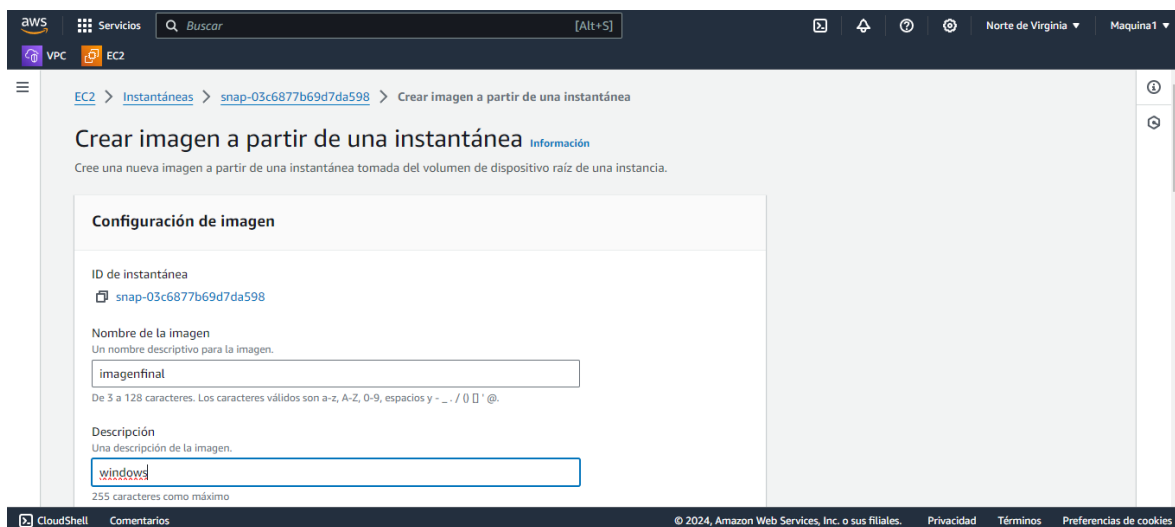 aws Servicios Buscar [Alt+S] Norte de Virginia ▼ Maquina1 ▼
VPC EC2
EC2 > Instantáneas > snap-03c6877b69d7da598 > Crear imagen a partir de una instantánea
Crear imagen a partir de una instantánea Información
Cree una nueva imagen a partir de una instantánea tomada del volumen de dispositivo raíz de una instancia.
Configuración de imagen
ID de instantánea
snap-03c6877b69d7da598
Nombre de la imagen
Un nombre descriptivo para la imagen.
imagenfinal
De 3 a 128 caracteres. Los caracteres válidos son a-z, A-Z, 0-9, espacios y - _ . / () [] ' @.
Descripción
Una descripción de la imagen.
windows
255 caracteres como máximo
CloudShell Comentarios © 2024, Amazon Web Services, Inc. o sus filiales. Privacidad Términos Preferencias de cookies